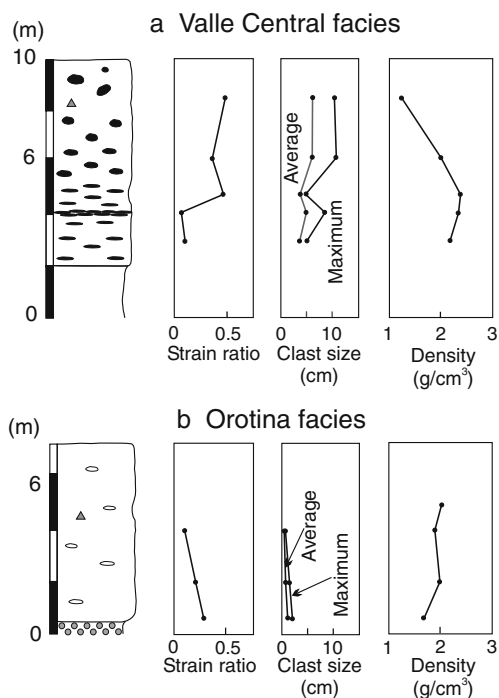 a Valle Central facies
(m)
10
6
0
Average
Maximum
0 0.5
Strain ratio
0 5 10
Clast size
(cm)
1 2 3
Density
(g/cm³)
b Orotina facies
(m)
6
0
Average
Maximum
0 0.5
Strain ratio
0 5 10
Clast size
(cm)
1 2 3
Density
(g/cm³)